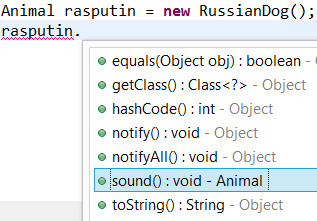 Animal rasputin = new RussianDog();
rasputin.
equals(Object obj) : boolean - Object
getClass() : Class<?> - Object
hashCode() : int - Object
notify() : void - Object
notifyAll() : void - Object
sound() : void - Animal
toString() : String - Object